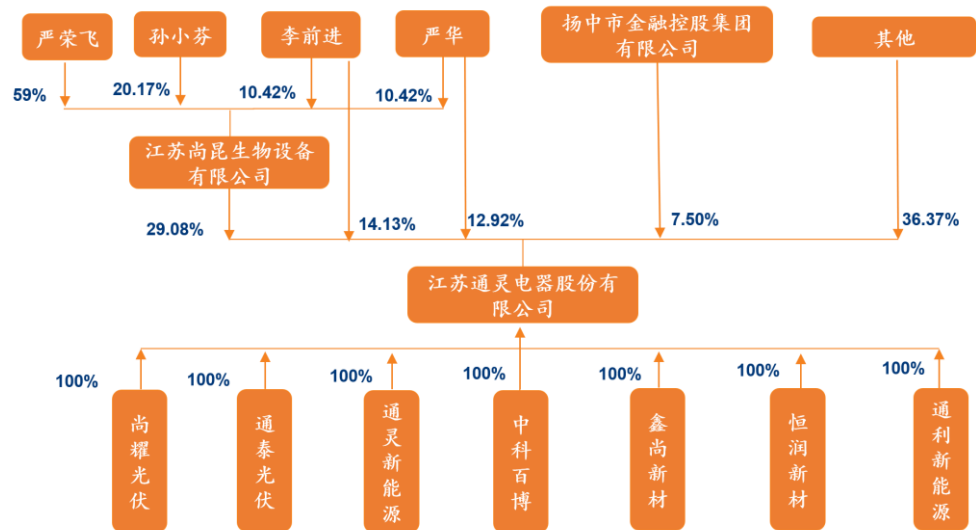 严荣飞
孙小芬
李前进
严华
扬中市金融控股集团
有限公司
其他
59%
20.17%
10.42%
10.42%
江苏尚昆生物设备
有限公司
29.08%
14.13%
12.92%
7.50%
36.37%
江苏通灵电器股份有
限公司
100%
100%
100%
100%
100%
100%
100%
尚耀光伏
通泰光伏
通灵新能源
中科百博
鑫尚新材
恒润新材
通利新能源